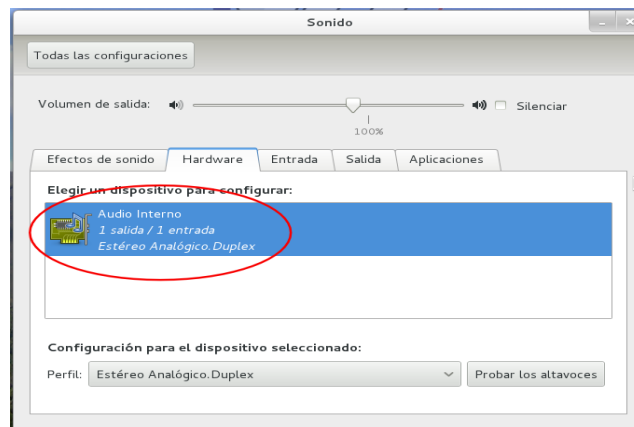 Sonido
Todas las configuraciones
Volumen de salida: Silenciar
100%
Efectos de sonido Hardware Entrada Salida Aplicaciones
Elegir un dispositivo para configurar:
Audio Interno
1 salida / 1 entrada
Estéreo Analógico.Duplex
Configuración para el dispositivo seleccionado:
Perfil: Estéreo Analógico.Duplex Probar los altavoces